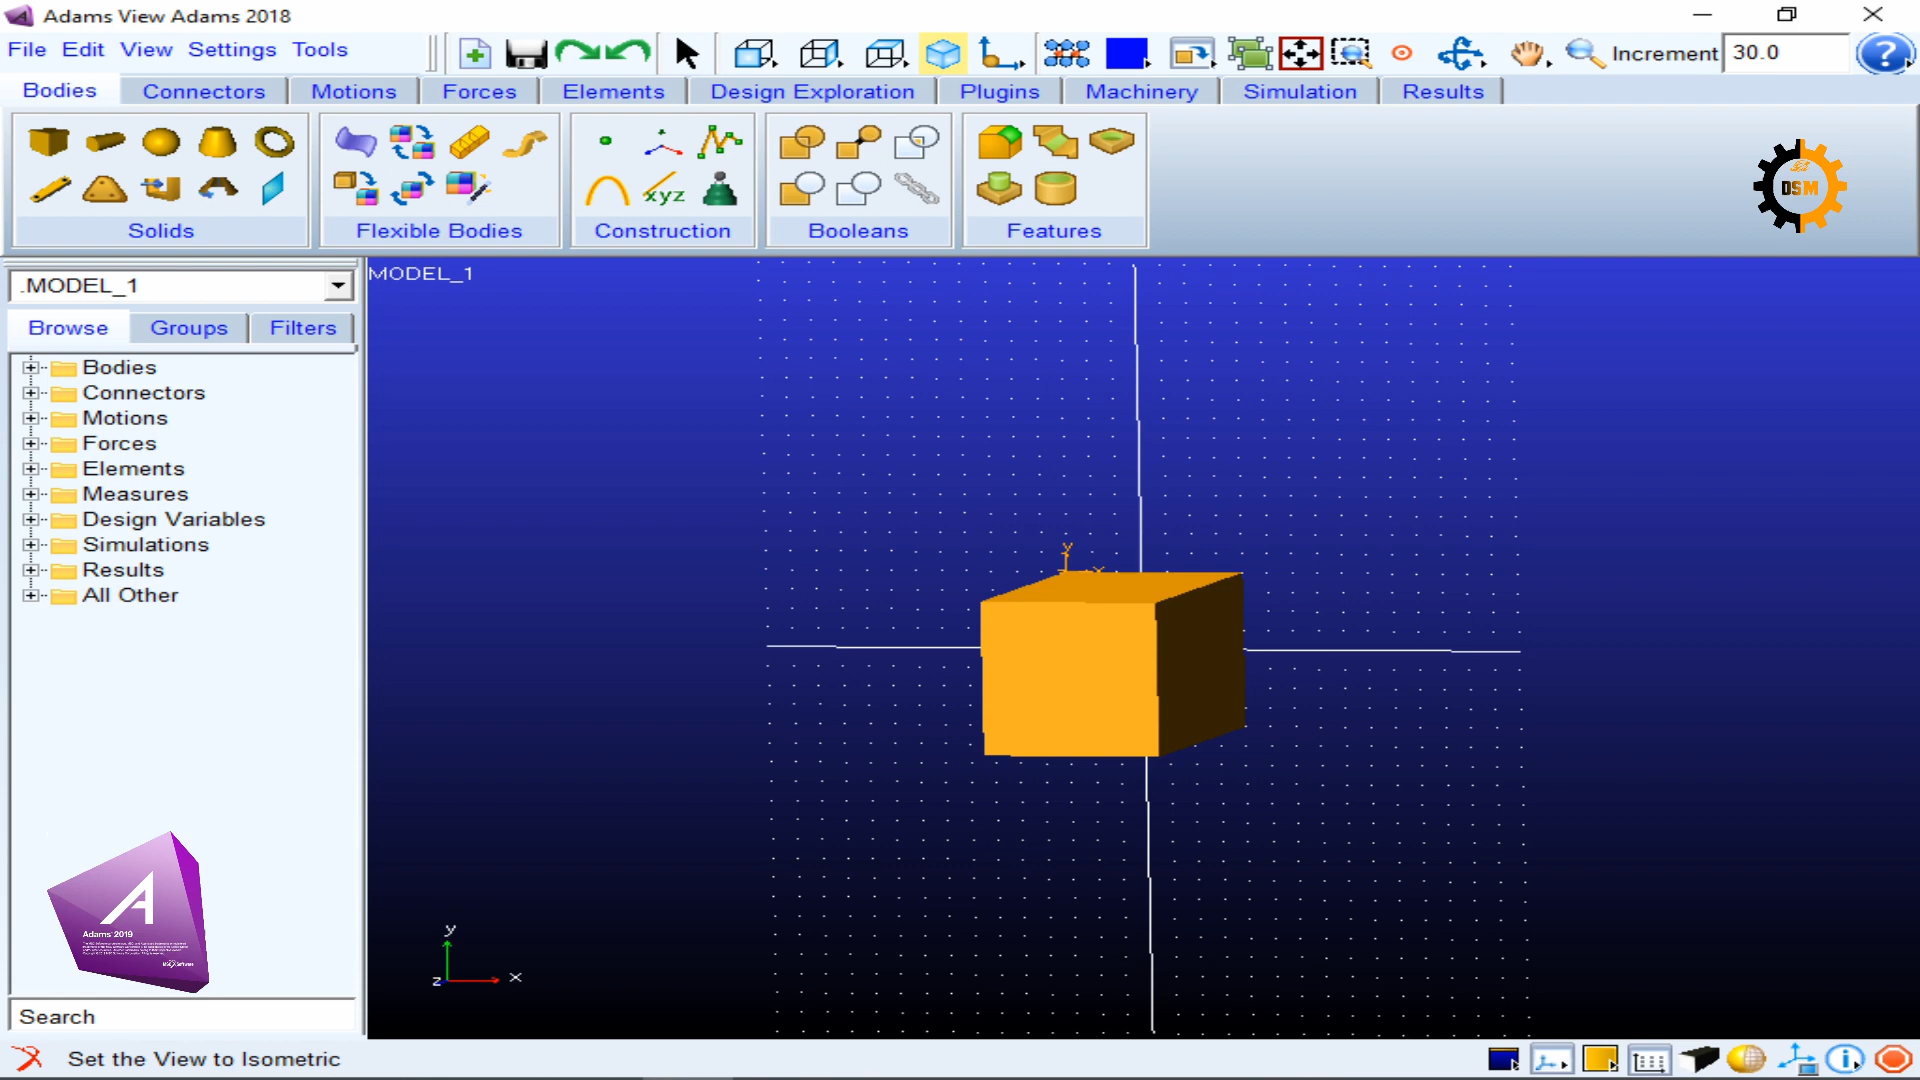 Adams View Adams 2018
File Edit View Settings Tools
Increment 30.0
Bodies Connectors Motions Forces Elements Design Exploration Plugins Machinery Simulation Results
xyz
DSM
Solids Flexible Bodies Construction Booleans Features
.MODEL_1
MODEL_1
Browse Groups Filters
Bodies
Connectors
Motions
Forces
Elements
Measures
Design Variables
Simulations
Results
All Other
y
x
A
Adams 2019
y
z x
Search
Set the View to Isometric